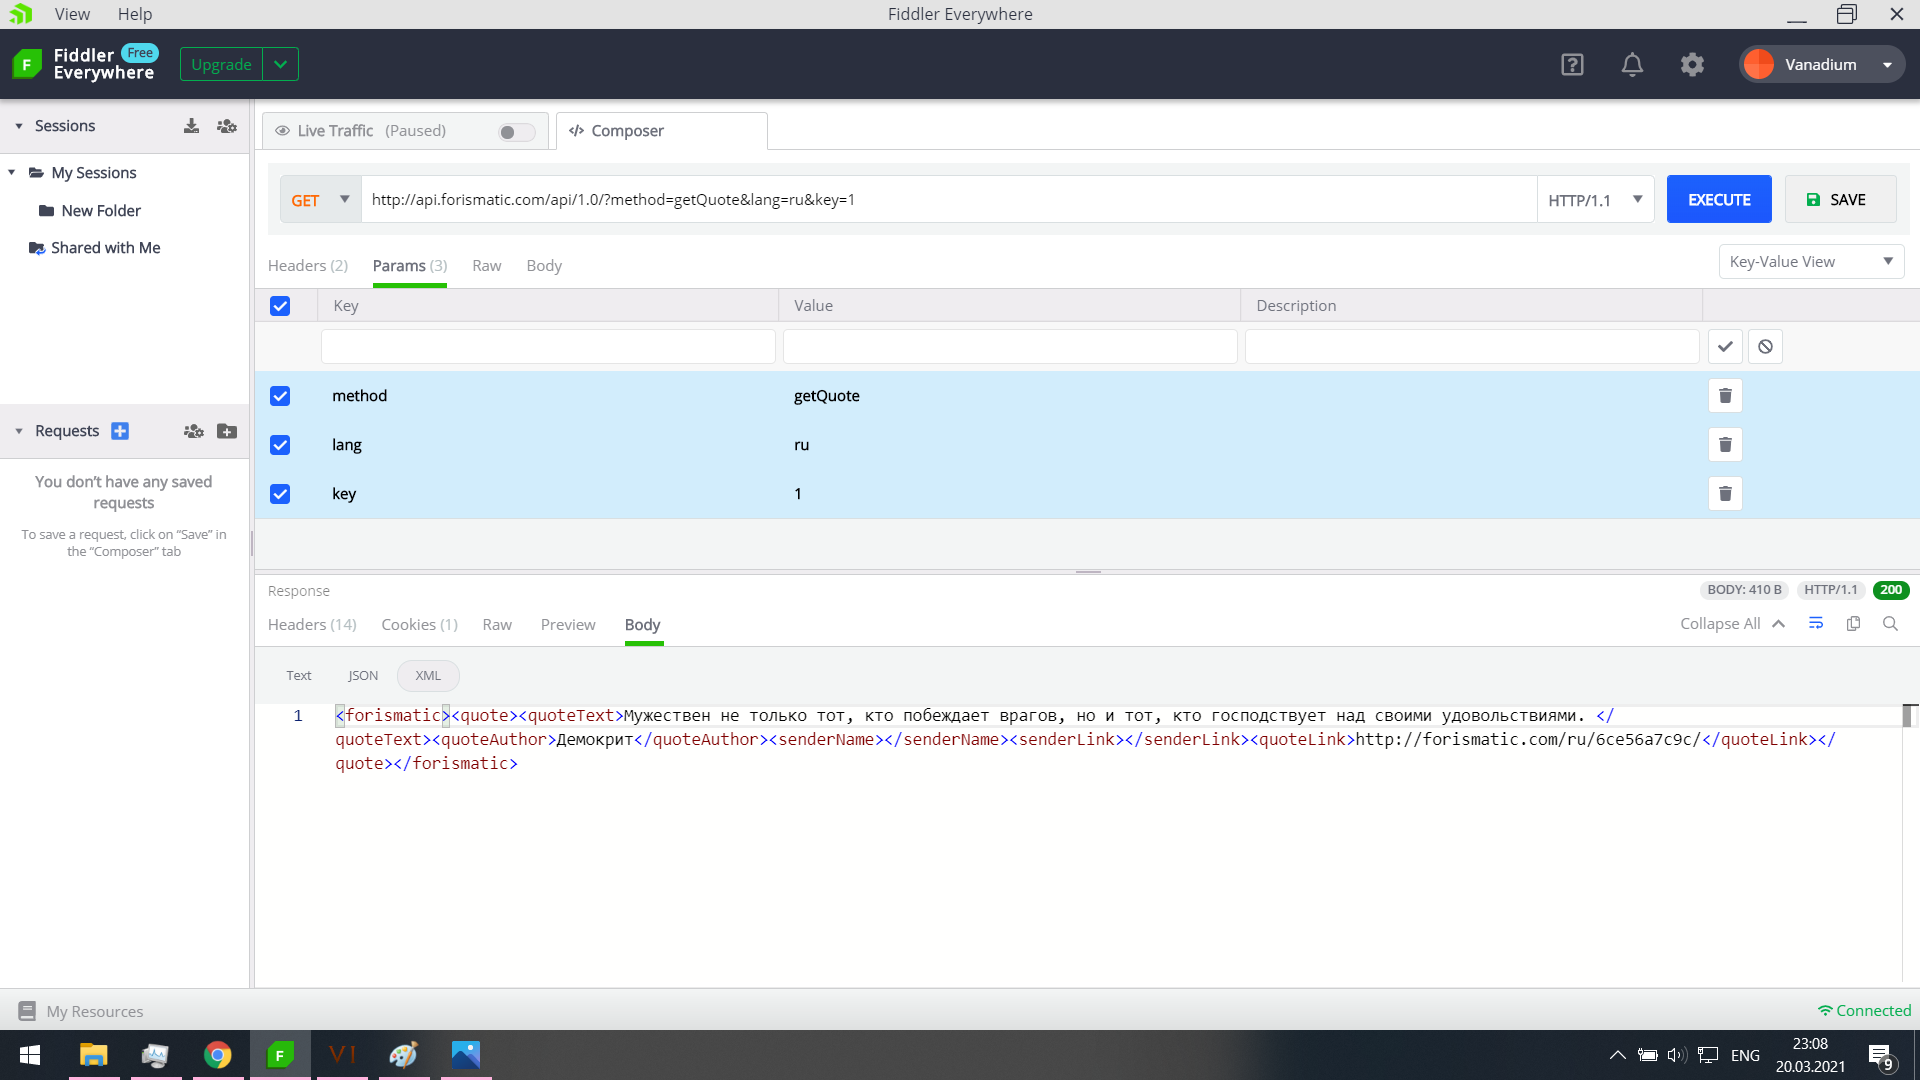 View Help Fiddler Everywhere
Fiddler Everywhere Free Upgrade Vanadium
Sessions
My Sessions
New Folder
Shared with Me
Requests
You don't have any saved
requests
To save a request, click on “Save” in
the “Composer” tab
Live Traffic (Paused) Composer
GET http://api.forismatic.com/api/1.0/?method=getQuote&lang=ru&key=1 HTTP/1.1 EXECUTE SAVE
Headers (2) Params (3) Raw Body Key-Value View
Key Value Description
method getQuote
lang ru
key 1
Response BODY: 410 B HTTP/1.1 200
Headers (14) Cookies (1) Raw Preview Body Collapse All
Text JSON XML
1 <forismatic><quote><quoteText>Мужествен не только тот, кто побеждает врагов, но и тот, кто господствует над своими удовольствиями. </
quoteText><quoteAuthor>Демокрит</quoteAuthor><senderName></senderName><senderLink></senderLink><quoteLink>http://forismatic.com/ru/6ce56a7c9c/</quoteLink></
quote></forismatic>
My Resources Connected
F VI ENG 23:08
20.03.2021 9